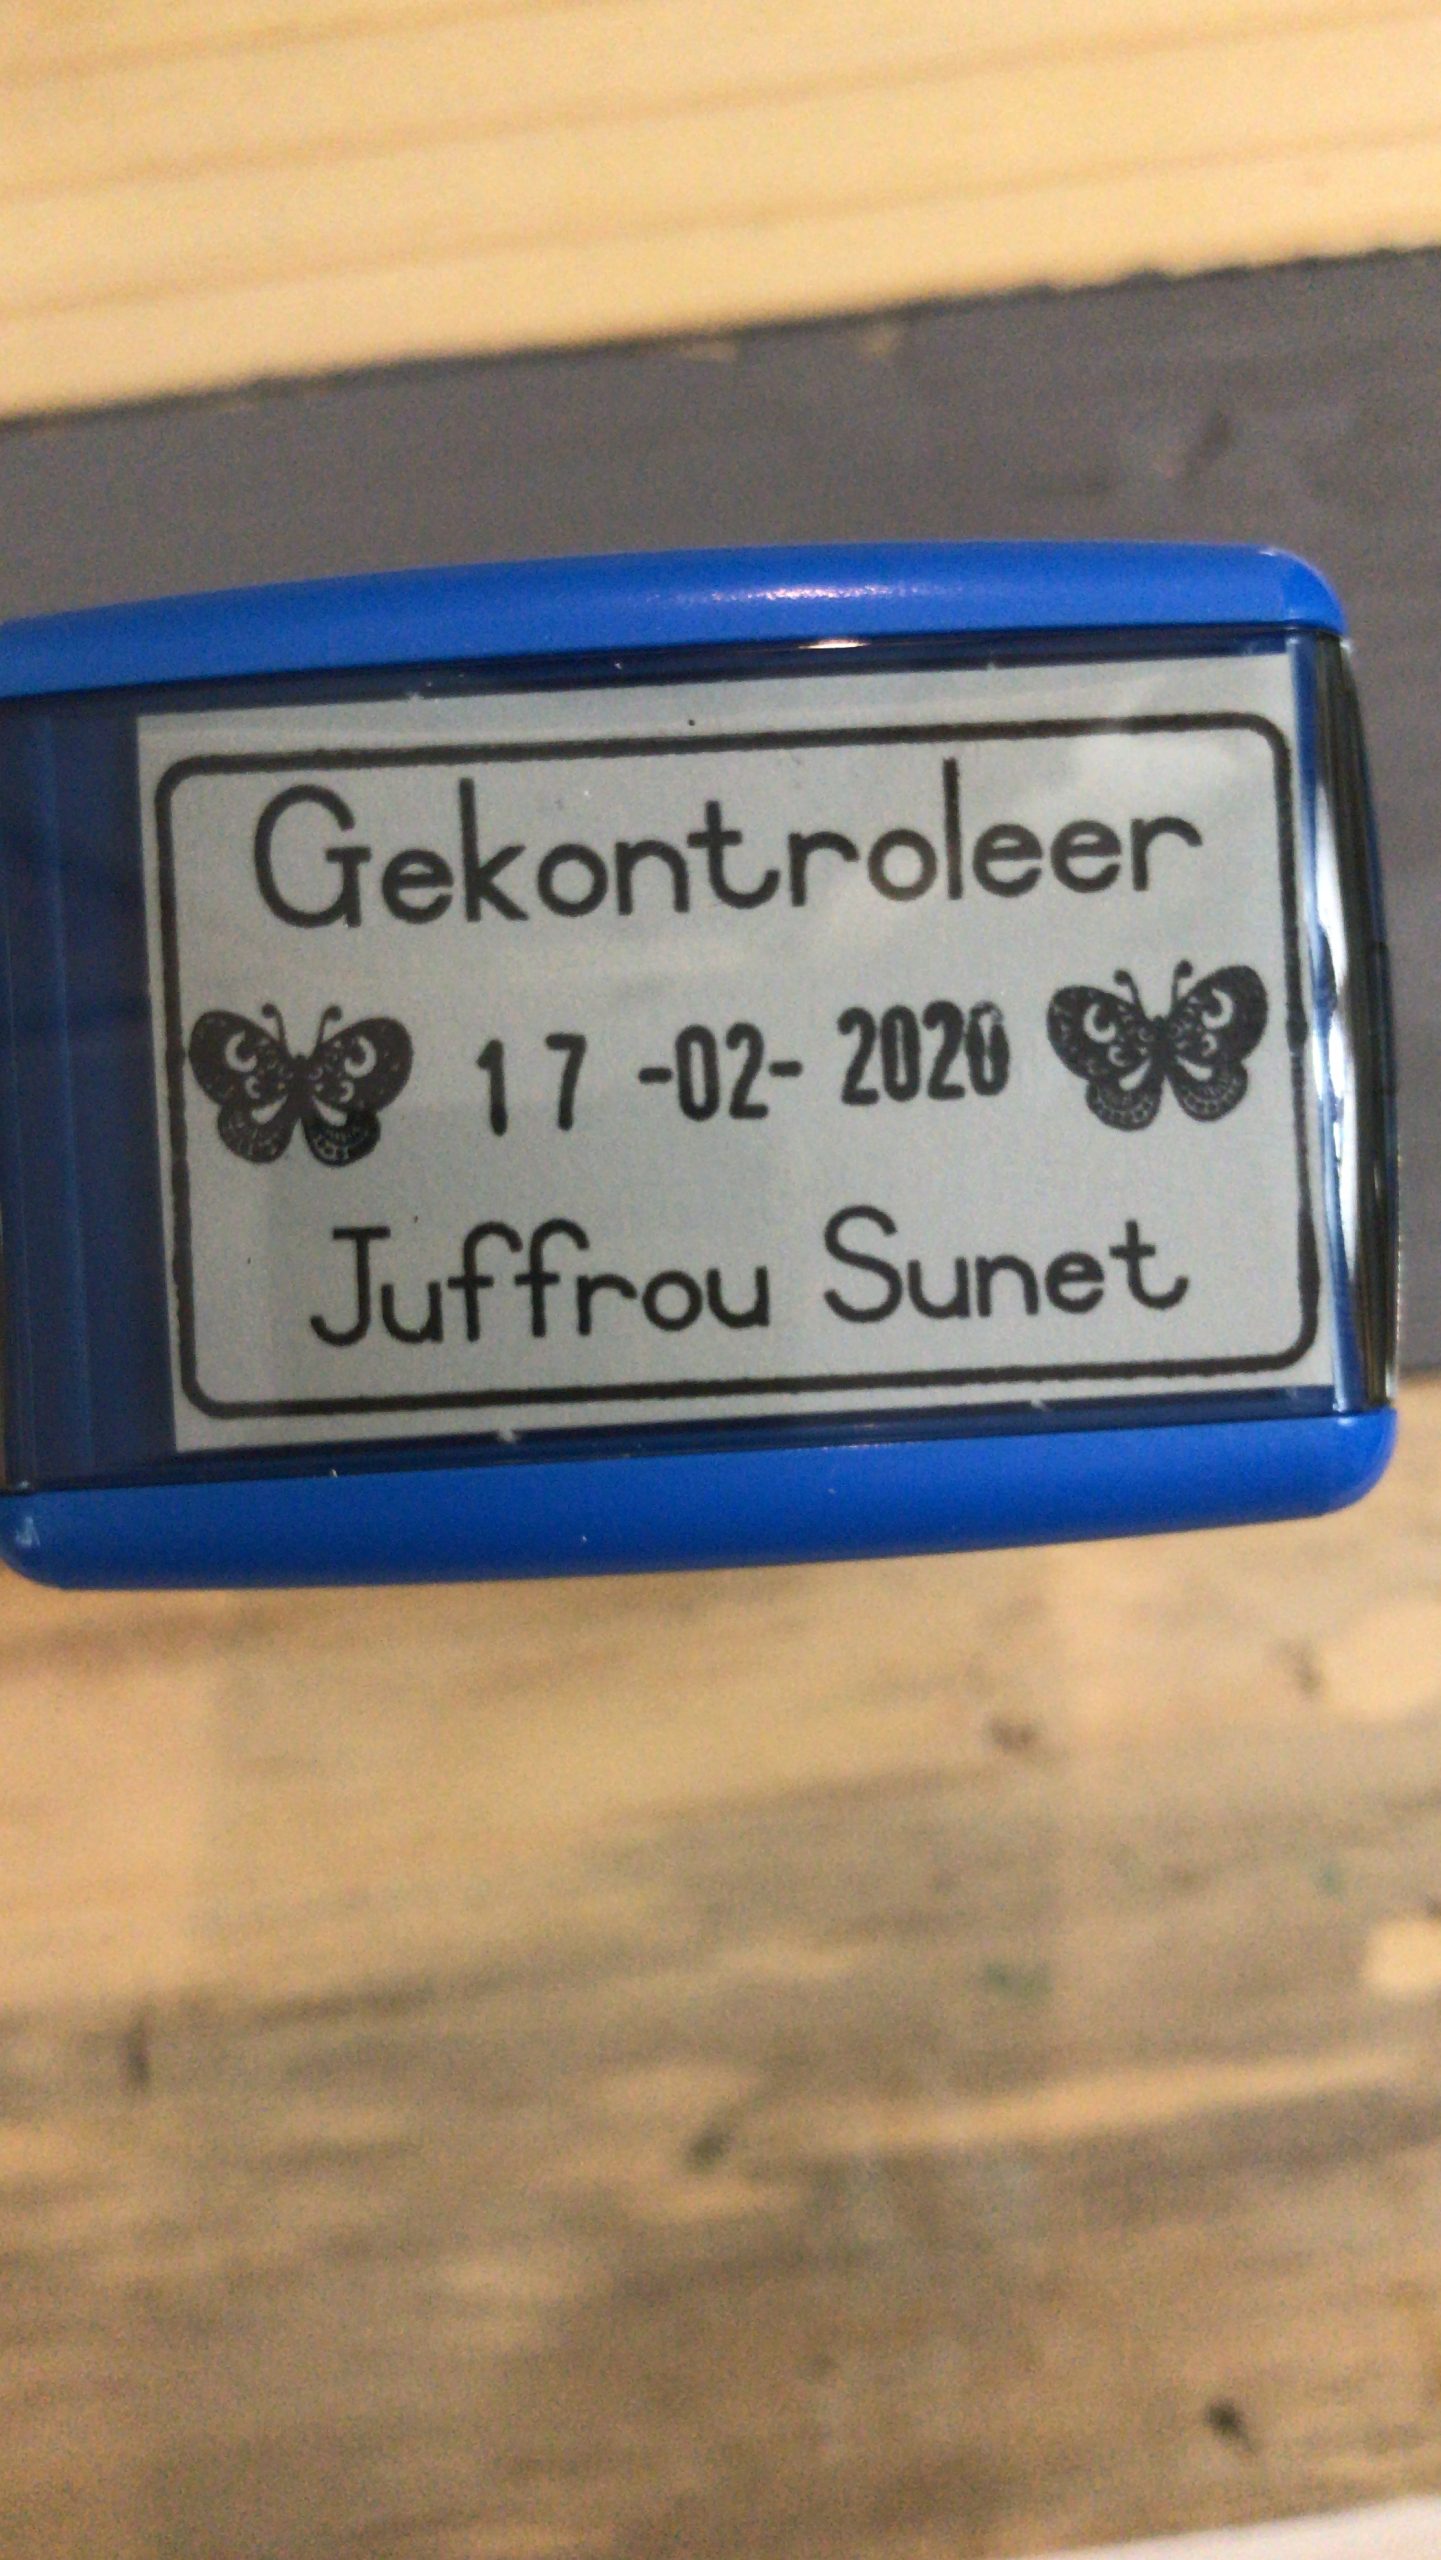 Gekontroleer
17 -02- 2020
Juffrou Sunet